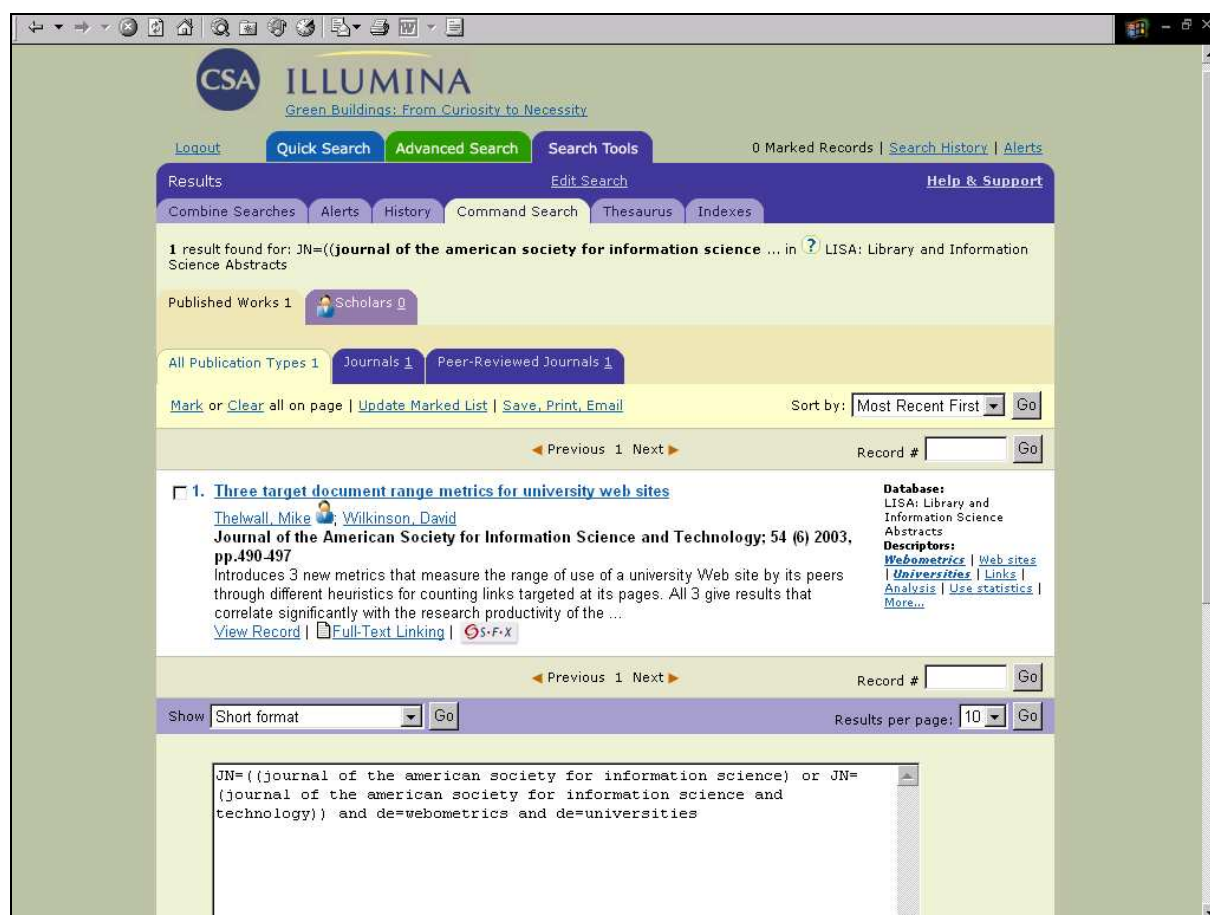 CSA ILLUMINA
Green Buildings: From Curiosity to Necessity
Logout Quick Search Advanced Search Search Tools 0 Marked Records | Search History | Alerts
Results Edit Search Help & Support
Combine Searches Alerts History Command Search Thesaurus Indexes
1 result found for: JN=((journal of the american society for information science ... in ? LISA: Library and Information
Science Abstracts
Published Works 1 Scholars 0
All Publication Types 1 Journals 1 Peer-Reviewed Journals 1
Mark or Clear all on page | Update Marked List | Save, Print, Email Sort by: Most Recent First Go
Previous 1 Next Record # Go
1. Three target document range metrics for university web sites
Thelwall, Mike ; Wilkinson, David
Journal of the American Society for Information Science and Technology; 54 (6) 2003,
pp.490-497
Introduces 3 new metrics that measure the range of use of a university Web site by its peers
through different heuristics for counting links targeted at its pages. All 3 give results that
correlate significantly with the research productivity of the ...
View Record | Full-Text Linking | S·F·X
Database:
LISA: Library and
Information Science
Abstracts
Descriptors:
Webometrics | Web sites
| Universities | Links |
Analysis | Use statistics |
More...
Previous 1 Next Record # Go
Show Short format Go Results per page: 10 Go
JN=((journal of the american society for information science) or JN=
(journal of the american society for information science and
technology)) and de=webometrics and de=universities